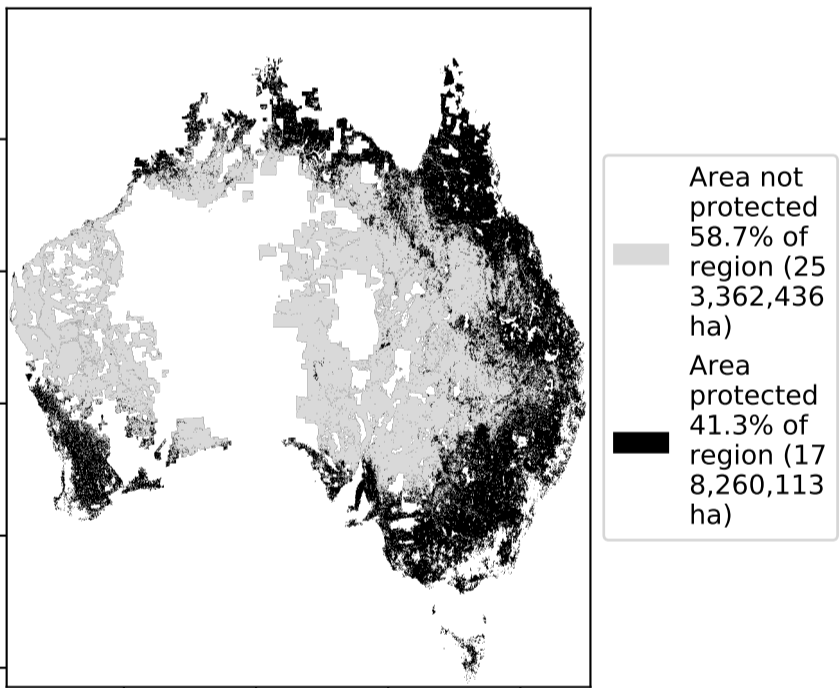 Area not
protected
58.7% of
region (25
3,362,436
ha)
Area
protected
41.3% of
region (17
8,260,113
ha)